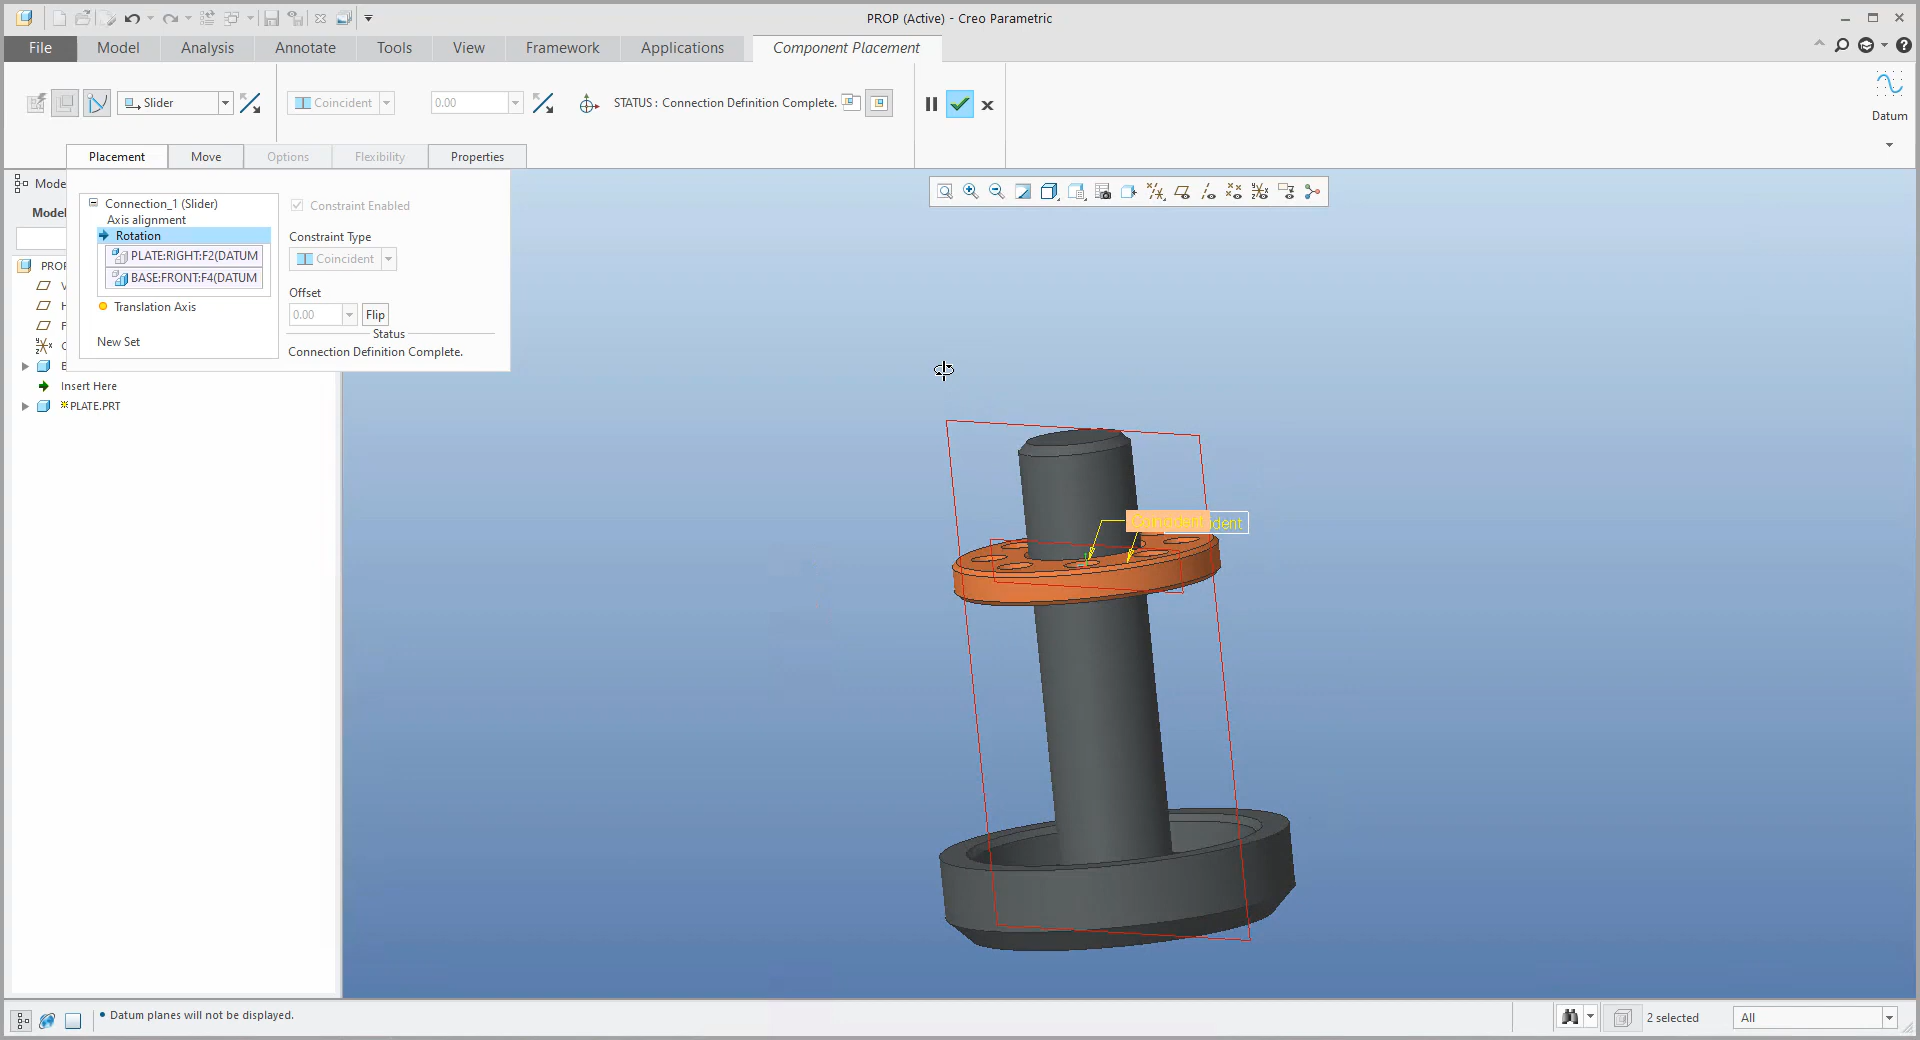 PROP (Active) - Creo Parametric
File
Model
Analysis
Annotate
Tools
View
Framework
Applications
Component Placement
Slider
Coincident
0.00
STATUS : Connection Definition Complete.
Datum
Placement
Move
Options
Flexibility
Properties
Mode
Model
Connection_1 (Slider)
Axis alignment
Rotation
PLATE:RIGHT:F2(DATUM
BASE:FRONT:F4(DATUM
Translation Axis
New Set
Constraint Enabled
Constraint Type
Coincident
Offset
0.00
Flip
Status
Connection Definition Complete.
PROP
Insert Here
PLATE.PRT
Datum planes will not be displayed.
2 selected
All